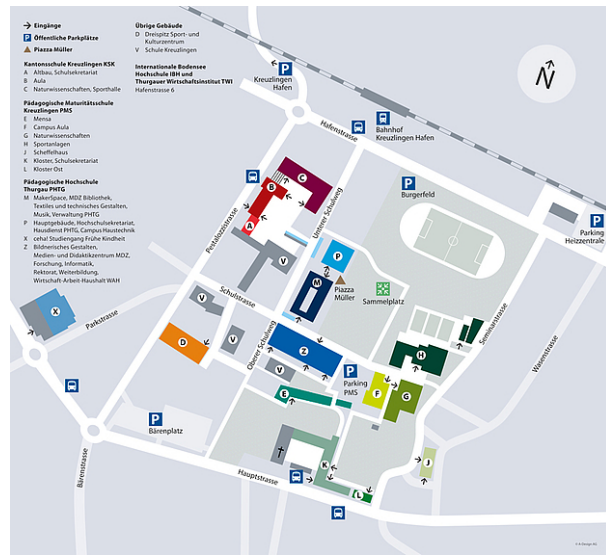 Eingänge
P Öffentliche Parkplätze
Piazza Müller
Kantonsschule Kreuzlingen KSK
A Altbau, Schulsekretariat
B Aula
C Naturwissenschaften, Sporthalle
Pädagogische Maturitätsschule
Kreuzlingen PMS
E Mensa
F Campus Aula
G Naturwissenschaften
H Sportanlagen
J Scheffelhaus
K Kloster, Schulsekretariat
L Kloster Ost
Pädagogische Hochschule
Thurgau PHTG
M MakerSpace, MDZ Bibliothek,
Textiles und technisches Gestalten,
Musik, Verwaltung PHTG
P Hauptgebäude, Hochschulsekretariat,
Hausdienst PHTG, Campus Haustechnik
X ceha! Studiengang Frühe Kindheit
Z Bildnerisches Gestalten,
Medien- und Didaktikzentrum MDZ,
Forschung, Informatik,
Rektorat, Weiterbildung,
Wirtschaft-Arbeit-Haushalt WAH
Übrige Gebäude
D Dreispitz Sport- und
Kulturzentrum
V Schule Kreuzlingen
Internationale Bodensee
Hochschule IBH und
Thurgauer Wirtschaftsinstitut TWI
Hafenstrasse 6
N
P
Kreuzlingen
Hafen
Hafenstrasse
Bahnhof
Kreuzlingen Hafen
P
Burgerfeld
P
Parking
Heizzentrale
Pestalozzistrasse
Unterer Schulweg
C
B
A
V
P
Piazza
Müller
M
Sammelplatz
Schulstrasse
Seminarstrasse
Wasenstrasse
X
Parkstrasse
V
D
V
Oberer Schulweg
Z
V
P
Parking
PMS
H
F
G
E
P
Bärenplatz
Bärenstrasse
Hauptstrasse
K
L
J